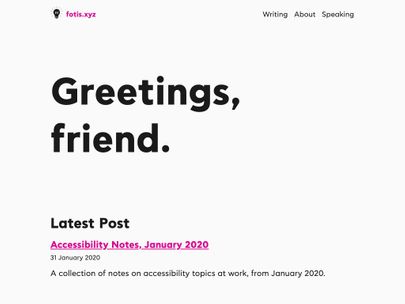 fotis.xyz
Writing About Speaking
Greetings,
friend.
Latest Post
Accessibility Notes, January 2020
31 January 2020
A collection of notes on accessibility topics at work, from January 2020.